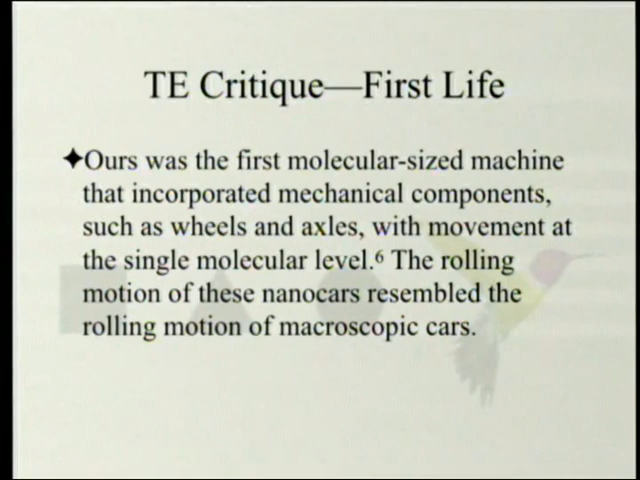 TE Critique—First Life
✦Ours was the first molecular-sized machine
that incorporated mechanical components,
such as wheels and axles, with movement at
the single molecular level.⁶ The rolling
motion of these nanocars resembled the
rolling motion of macroscopic cars.